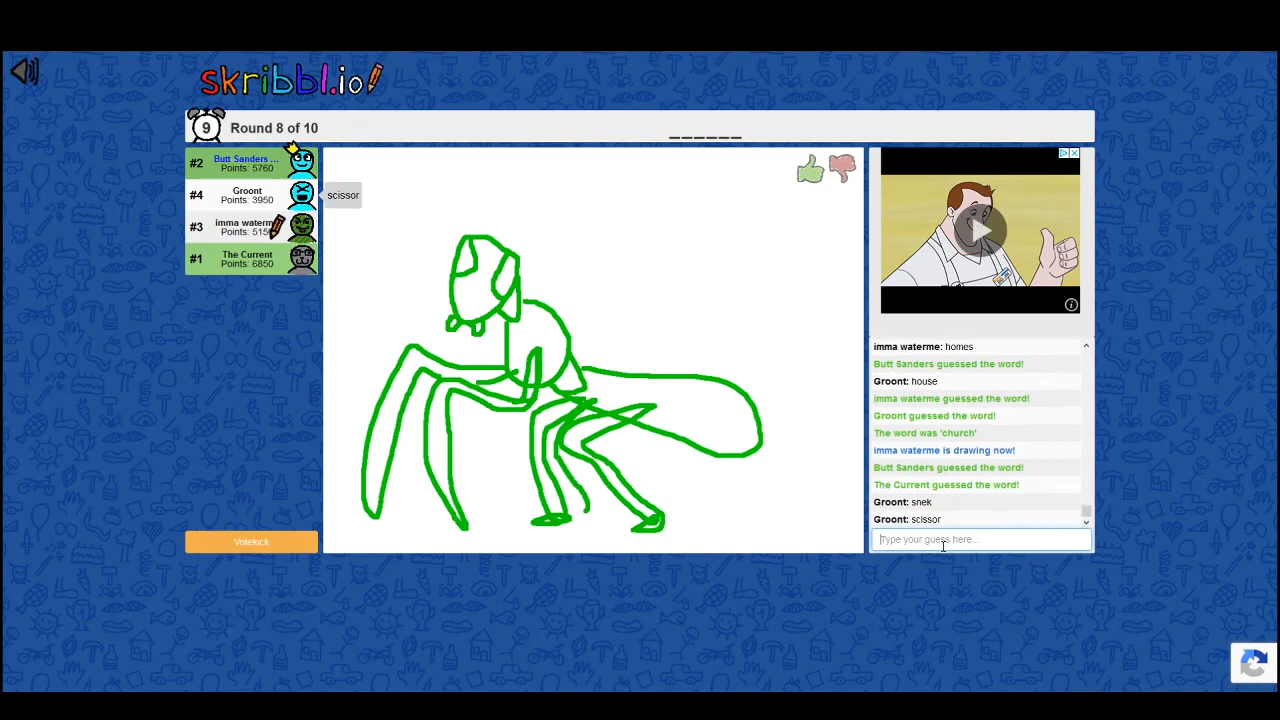 skribbl.io
9
Round 8 of 10
______
#2
Butt Sanders ...
Points: 5760
#4
Groont
Points: 3950
#3
imma waterm
#1
The Current
Points: 6850
Votekick
scissor
imma waterme: homes
Butt Sanders guessed the word!
Groont: house
imma waterme guessed the word!
Groont guessed the word!
The word was 'church'
imma waterme is drawing now!
Butt Sanders guessed the word!
The Current guessed the word!
Groont: snek
Groont: scissor
Type your guess here...